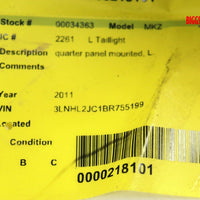 Stock # 00034363 Model MKZ
IC # 2261 L Taillight
Description quarter panel mounted, L.
Comments
Year 2011
VIN 3LNHL2JC1BR755199
Located
Condition
B C
0000218101